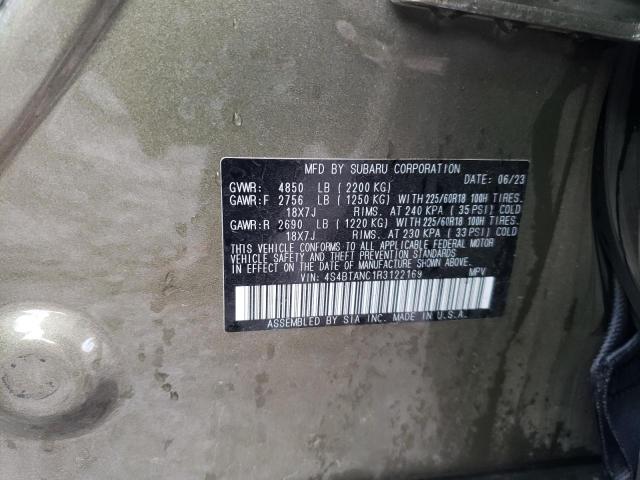 MFD BY SUBARU CORPORATION
DATE: 06/23
GVWR: 4850 LB (2200 KG)
GAWR:F 2756 LB (1250 KG) WITH 225/60R18 100H TIRES.
18X7J RIMS. AT 240 KPA (35 PSI) COLD
GAWR:R 2690 LB (1220 KG) WITH 225/60R18 100H TIRES.
18X7J RIMS. AT 230 KPA (33 PSI) COLD
THIS VEHICLE CONFORMS TO ALL APPLICABLE FEDERAL MOTOR
VEHICLE SAFETY AND THEFT PREVENTION STANDARDS IN EFFECT
ON THE DATE OF MANUFACTURE SHOWN ABOVE.
VIN: 4S4BTANC1R3122169 MPV
ASSEMBLED BY SIA INC. MADE IN U.S.A.